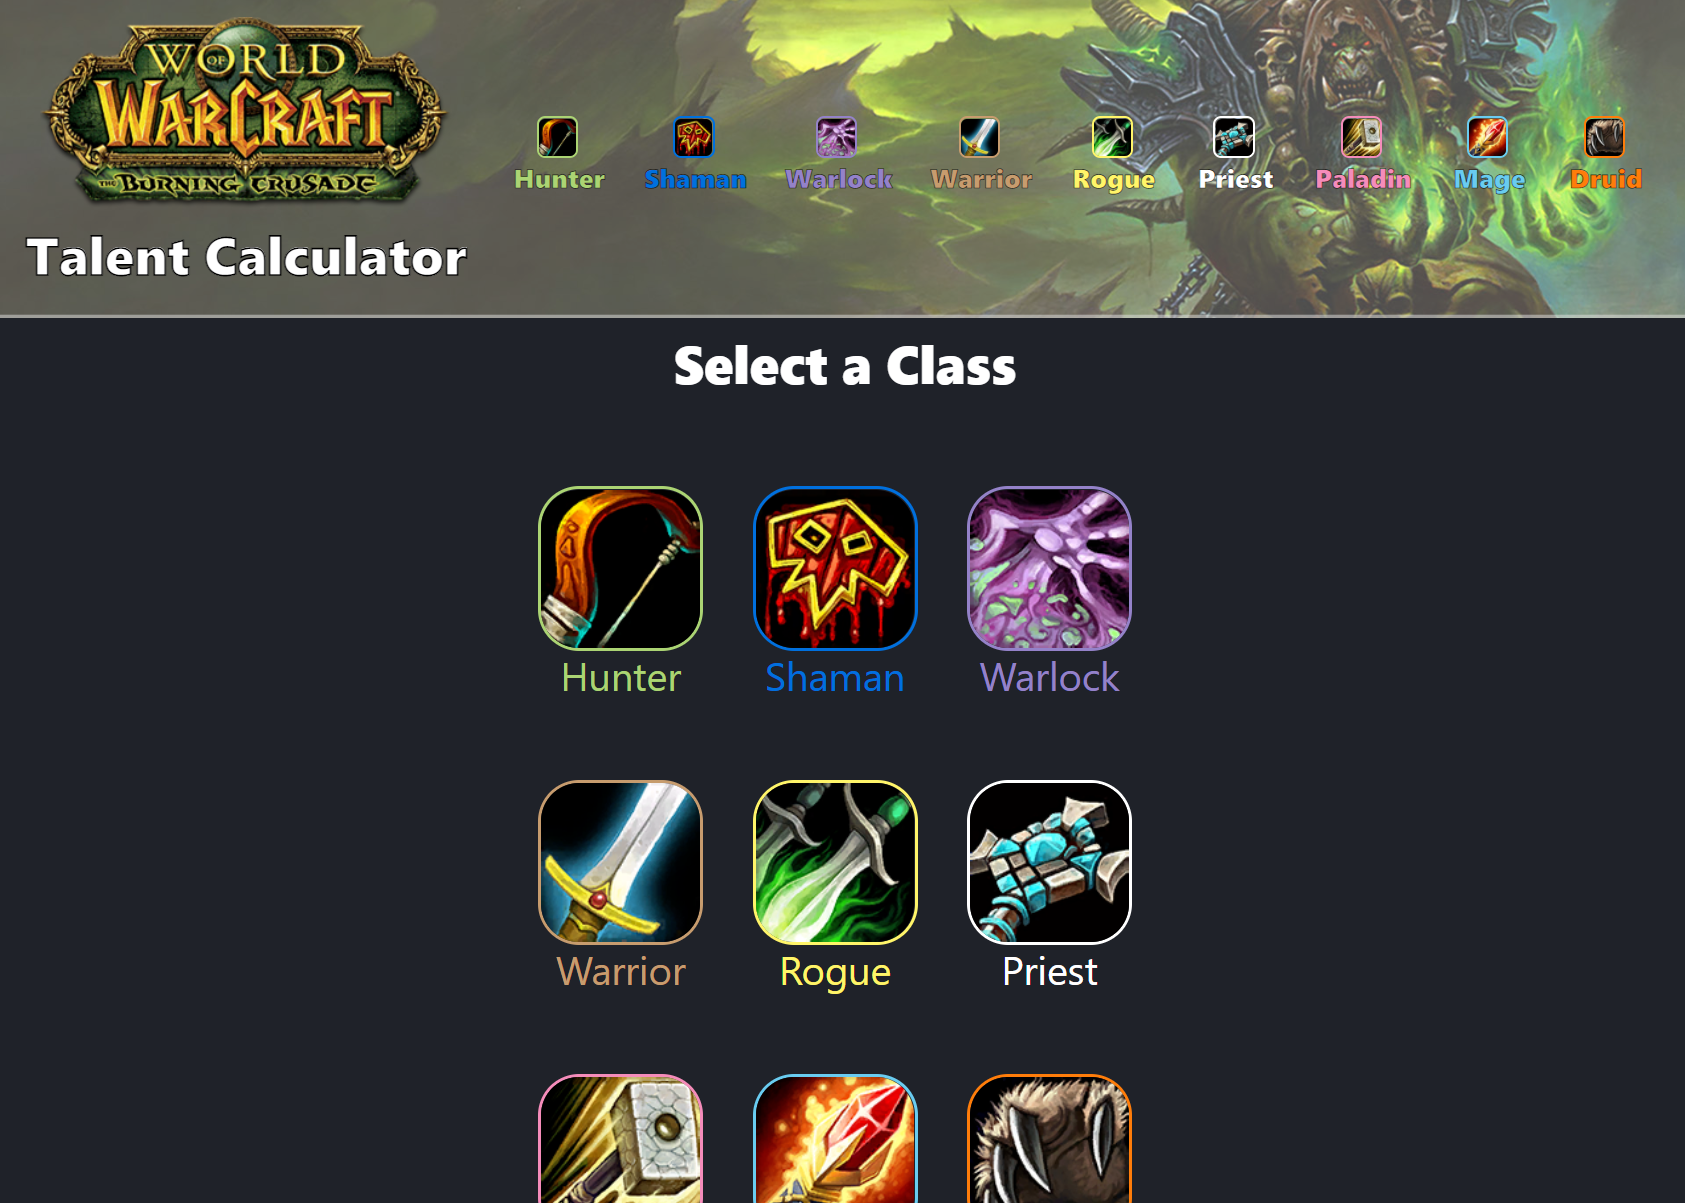 WORLD
OF
WARCRAFT
THE BURNING CRUSADE
Talent Calculator
Hunter
Shaman
Warlock
Warrior
Rogue
Priest
Paladin
Mage
Druid
Select a Class
Hunter
Shaman
Warlock
Warrior
Rogue
Priest